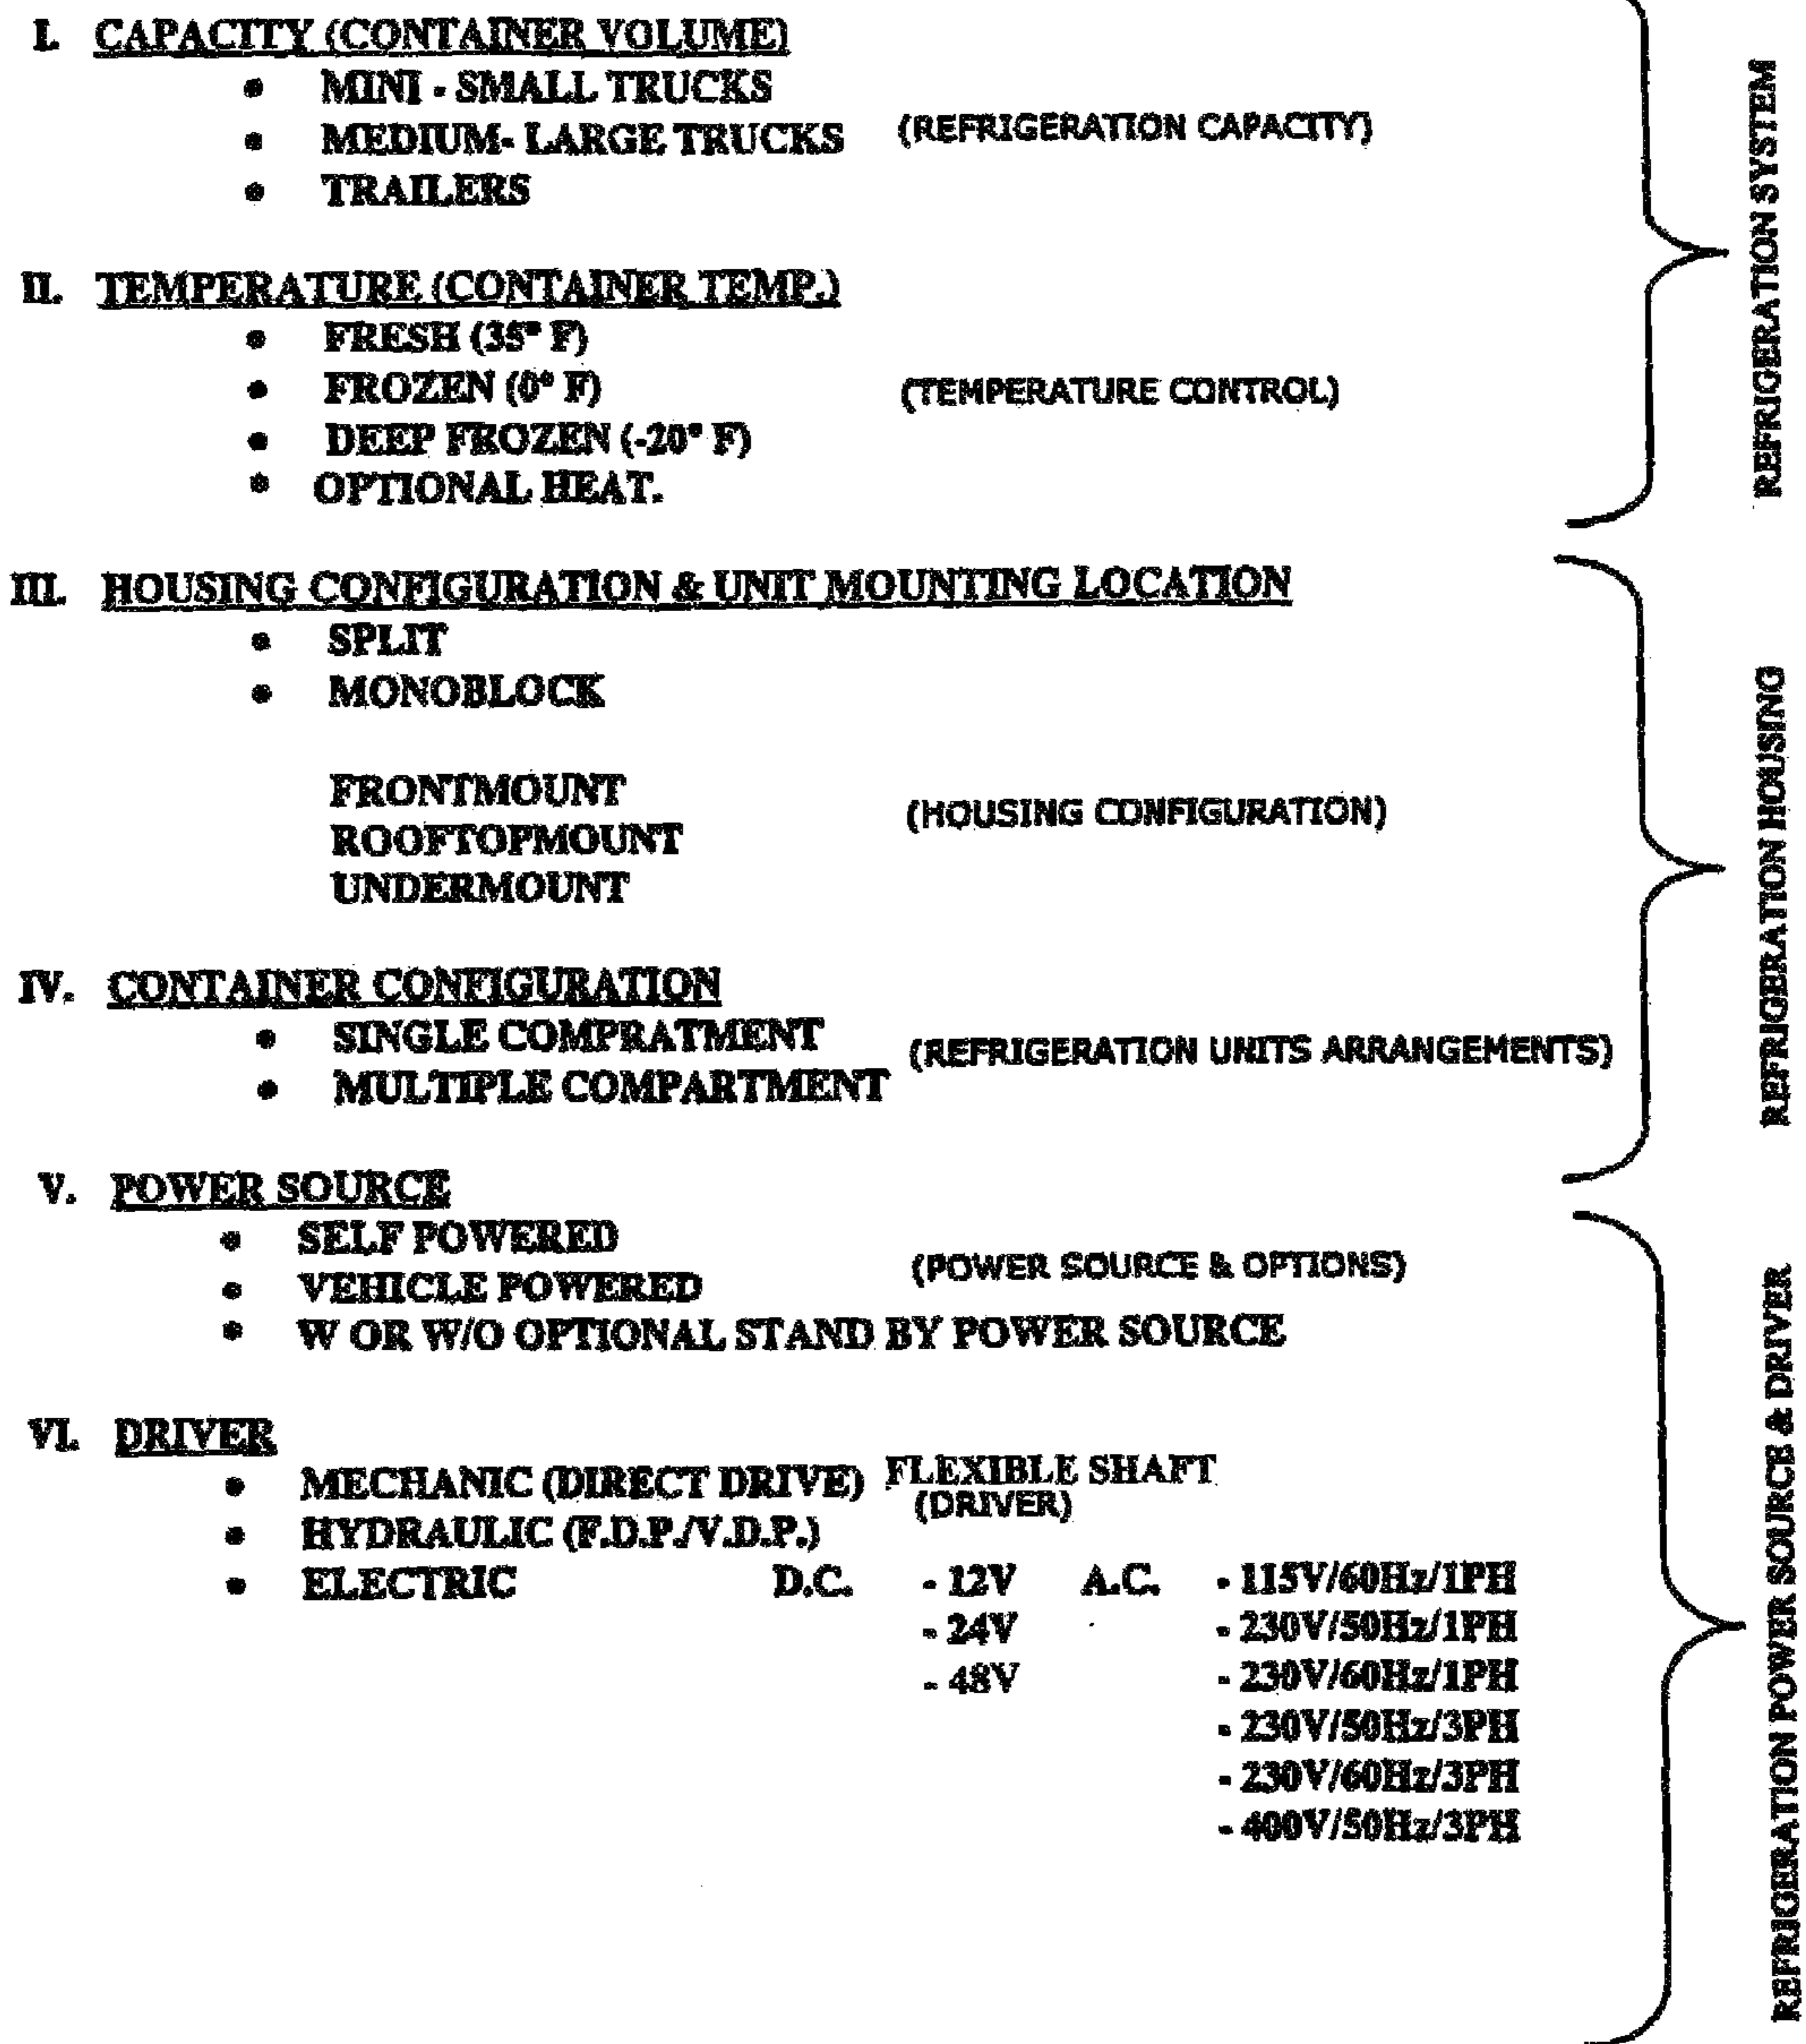 I. CAPACITY (CONTAINER VOLUME)
• MINI - SMALL TRUCKS
• MEDIUM- LARGE TRUCKS (REFRIGERATION CAPACITY)
• TRAILERS
II. TEMPERATURE (CONTAINER TEMP.)
• FRESH (35° F)
• FROZEN (0° F) (TEMPERATURE CONTROL)
• DEEP FROZEN (-20° F)
* OPTIONAL HEAT.
REFRIGERATION SYSTEM
III. HOUSING CONFIGURATION & UNIT MOUNTING LOCATION
• SPLIT
• MONOBLOCK
FRONTMOUNT
ROOFTOPMOUNT (HOUSING CONFIGURATION)
UNDERMOUNT
IV. CONTAINER CONFIGURATION
• SINGLE COMPRATMENT (REFRIGERATION UNITS ARRANGEMENTS)
• MULTIPLE COMPARTMENT
REFRIGERATION HOUSING
V. POWER SOURCE
• SELF POWERED (POWER SOURCE & OPTIONS)
• VEHICLE POWERED
* W OR W/O OPTIONAL STAND BY POWER SOURCE
VI. DRIVER
• MECHANIC (DIRECT DRIVE) FLEXIBLE SHAFT
(DRIVER)
• HYDRAULIC (F.D.P./V.D.P.)
• ELECTRIC D.C. - 12V A.C. - 115V/60Hz/1PH
- 24V - 230V/50Hz/1PH
- 48V - 230V/60Hz/1PH
- 230V/50Hz/3PH
- 230V/60Hz/3PH
- 400V/50Hz/3PH
REFRIGERATION POWER SOURCE & DRIVER